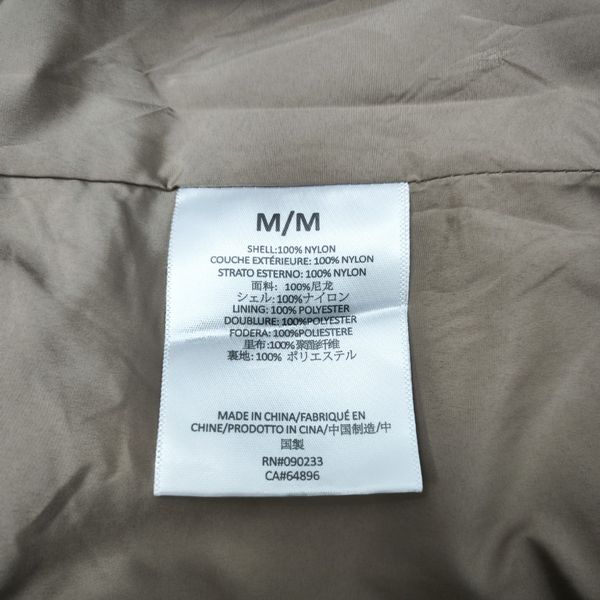 M/M
SHELL:100% NYLON
COUCHE EXTÉRIEURE: 100% NYLON
STRATO ESTERNO: 100% NYLON
面料: 100%尼龙
シェル:100%ナイロン
LINING: 100% POLYESTER
DOUBLURE: 100%POLYESTER
FODERA: 100%POLIESTERE
里布:100%聚酯纤维
裏地:100% ポリエステル
MADE IN CHINA/FABRIQUÉ EN
CHINE/PRODOTTO IN CINA/中国制造/中
国製
RN#090233
CA#64896